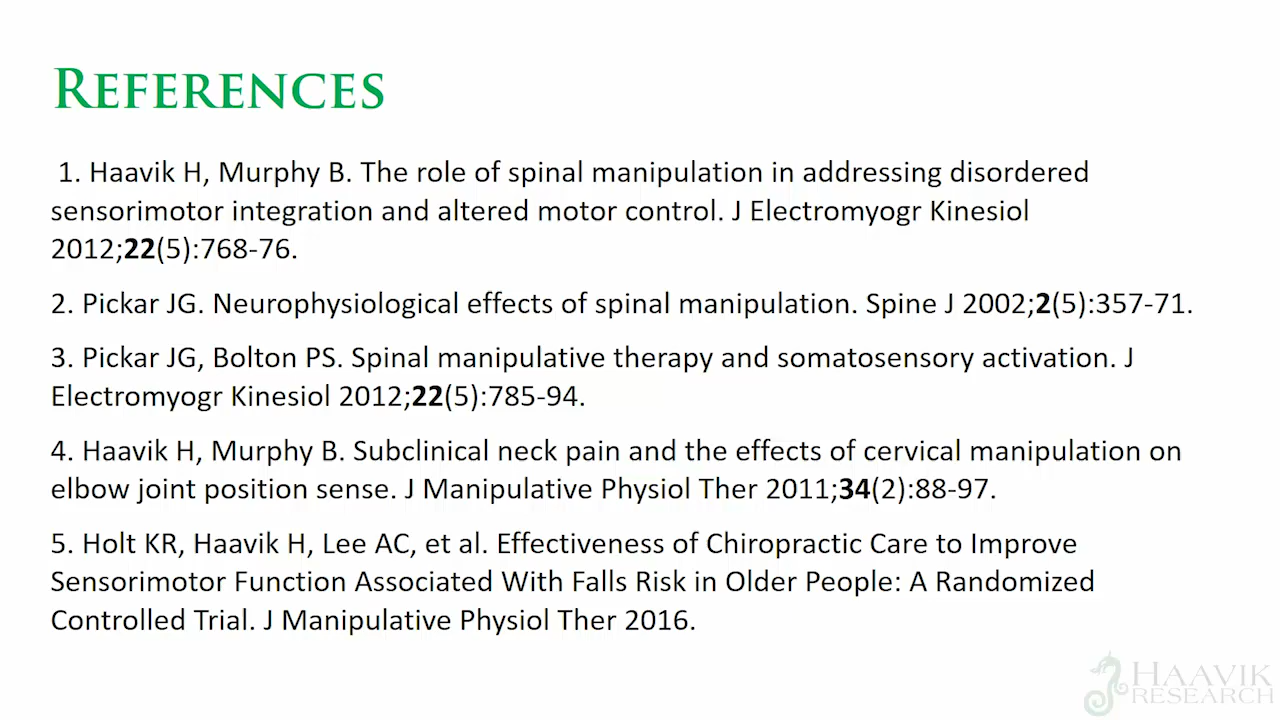 REFERENCES
1. Haavik H, Murphy B. The role of spinal manipulation in addressing disordered
sensorimotor integration and altered motor control. J Electromyogr Kinesiol
2012;22(5):768-76.
2. Pickar JG. Neurophysiological effects of spinal manipulation. Spine J 2002;2(5):357-71.
3. Pickar JG, Bolton PS. Spinal manipulative therapy and somatosensory activation. J
Electromyogr Kinesiol 2012;22(5):785-94.
4. Haavik H, Murphy B. Subclinical neck pain and the effects of cervical manipulation on
elbow joint position sense. J Manipulative Physiol Ther 2011;34(2):88-97.
5. Holt KR, Haavik H, Lee AC, et al. Effectiveness of Chiropractic Care to Improve
Sensorimotor Function Associated With Falls Risk in Older People: A Randomized
Controlled Trial. J Manipulative Physiol Ther 2016.
HAAVIK
RESEARCH